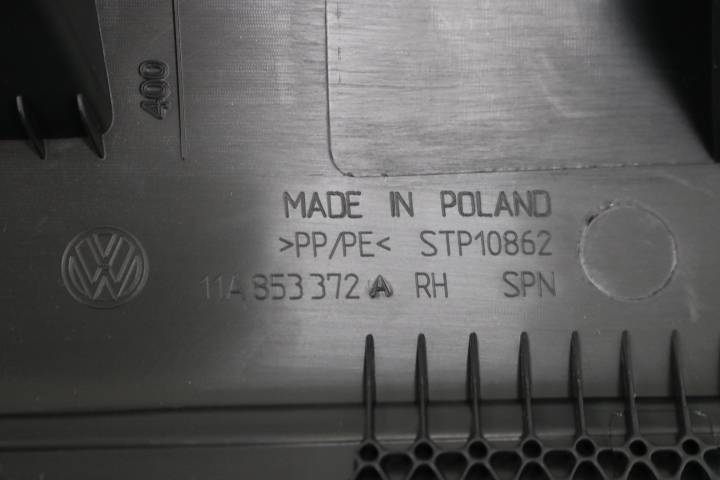 400
MADE IN POLAND
>PP/PE< STP10862
11A 853 372 A RH SPN